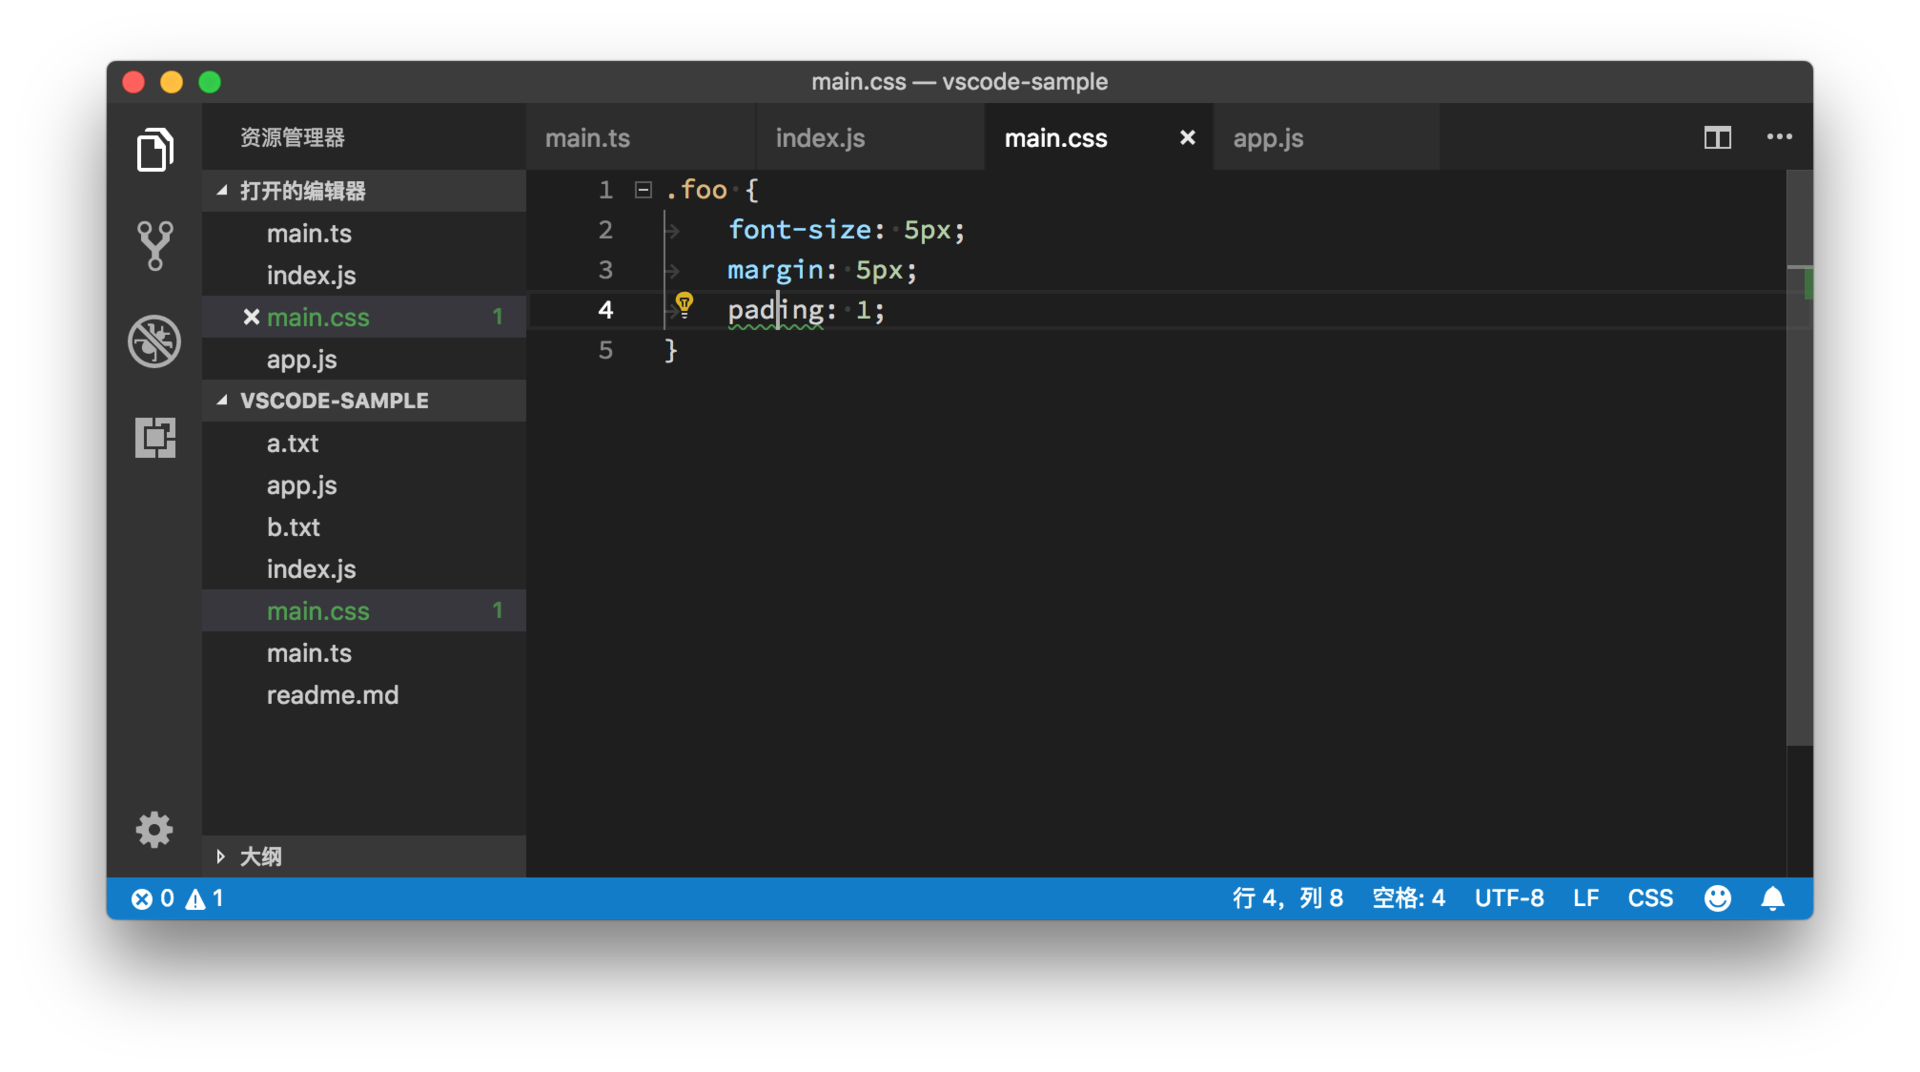 main.css — vscode-sample
资源管理器
main.ts
index.js
main.css
app.js
打开的编辑器
main.ts
index.js
main.css 1
app.js
VSCODE-SAMPLE
a.txt
app.js
b.txt
index.js
main.css 1
main.ts
readme.md
大纲
1 .foo {
2 font-size: 5px;
3 margin: 5px;
4 pading: 1;
5 }
0 1
行 4，列 8
空格: 4
UTF-8
LF
CSS